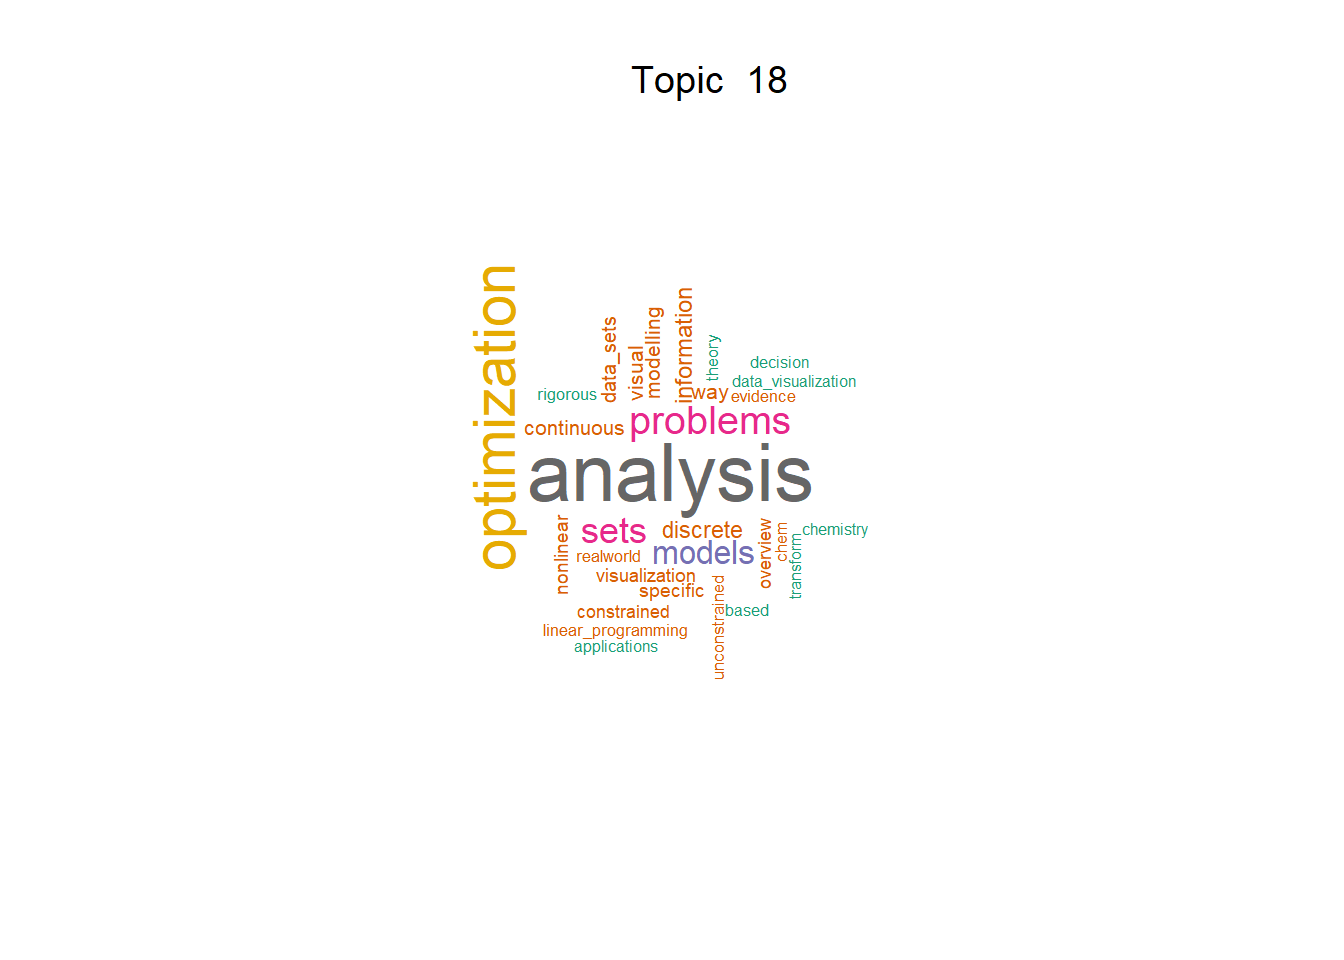 Topic 18
optimization
data_sets
visual
modelling
information
theory
decision
data_visualization
rigorous
way
evidence
continuous
problems
analysis
nonlinear
sets
discrete
overview
chem
chemistry
realworld
models
transform
visualization
specific
constrained
unconstrained
based
linear_programming
applications